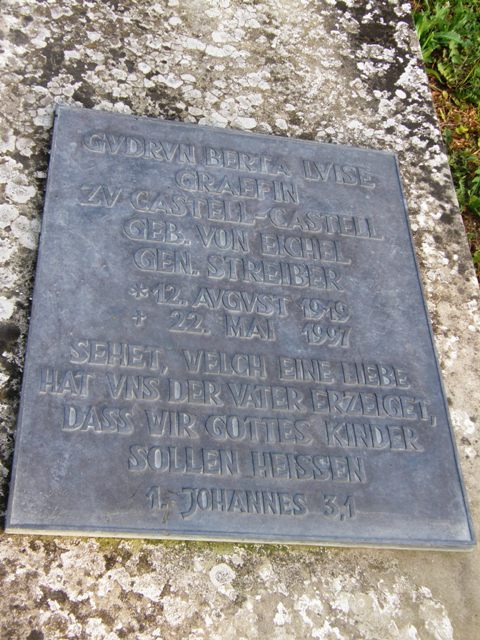 GVDRVN BERTA LVISE
GRAEFIN
ZV CASTELL-CASTELL
GEB. VON EICHEL
GEN. STREIBER
*12. AVGVST 1919
+ 22. MAI 1997
SEHET, WELCH EINE LIEBE
HAT VNS DER VATER ERZEIGET,
DASS WIR GOTTES KINDER
SOLLEN HEISSEN
1. JOHANNES 3,1